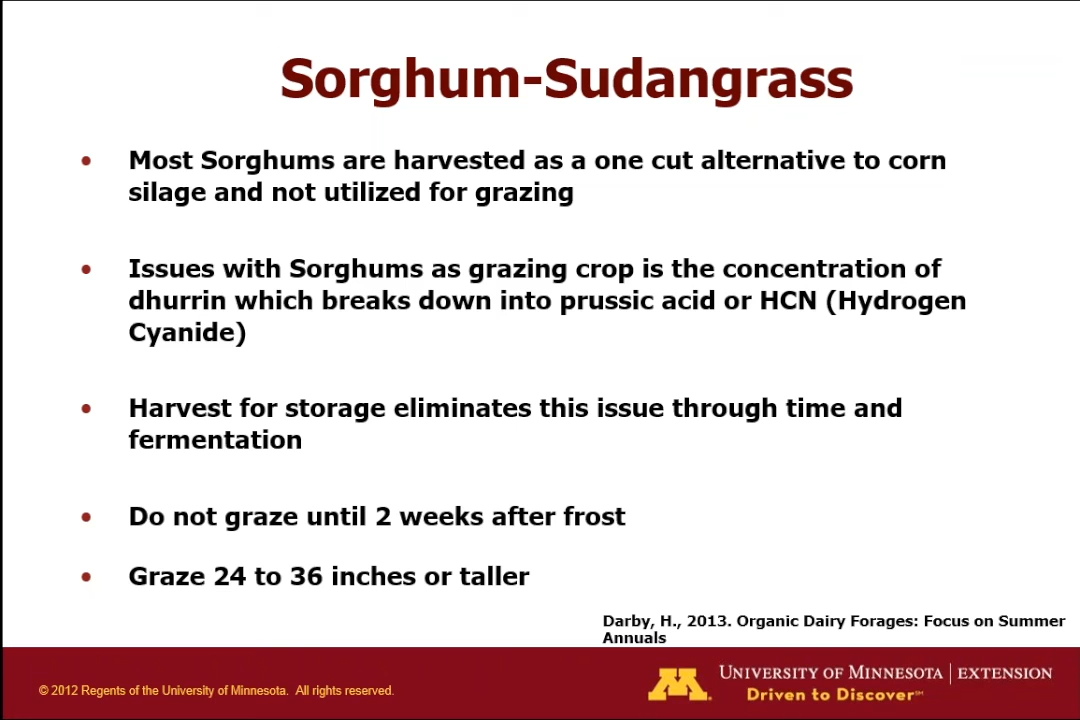 Sorghum-Sudangrass
• Most Sorghums are harvested as a one cut alternative to corn
silage and not utilized for grazing
• Issues with Sorghums as grazing crop is the concentration of
dhurrin which breaks down into prussic acid or HCN (Hydrogen
Cyanide)
• Harvest for storage eliminates this issue through time and
fermentation
• Do not graze until 2 weeks after frost
• Graze 24 to 36 inches or taller
Darby, H., 2013. Organic Dairy Forages: Focus on Summer
Annuals
© 2012 Regents of the University of Minnesota. All rights reserved.
M.
UNIVERSITY OF MINNESOTA | EXTENSION
Driven to Discover℠